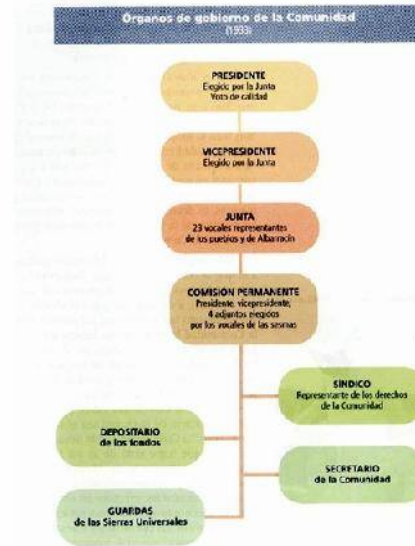 Órganos de gobierno de la Comunidad
(1933)
PRESIDENTE
Elegido por la Junta
Voto de calidad
VICEPRESIDENTE
Elegido por la Junta
JUNTA
23 vocales representantes
de los pueblos y de Albarracín
COMISIÓN PERMANENTE
Presidente, vicepresidente,
4 adjuntos elegidos
por los vocales de las sesmas
SÍNDICO
Representante de los derechos
de la Comunidad
DEPOSITARIO
de los fondos
SECRETARIO
de la Comunidad
GUARDAS
de las Sierras Universales